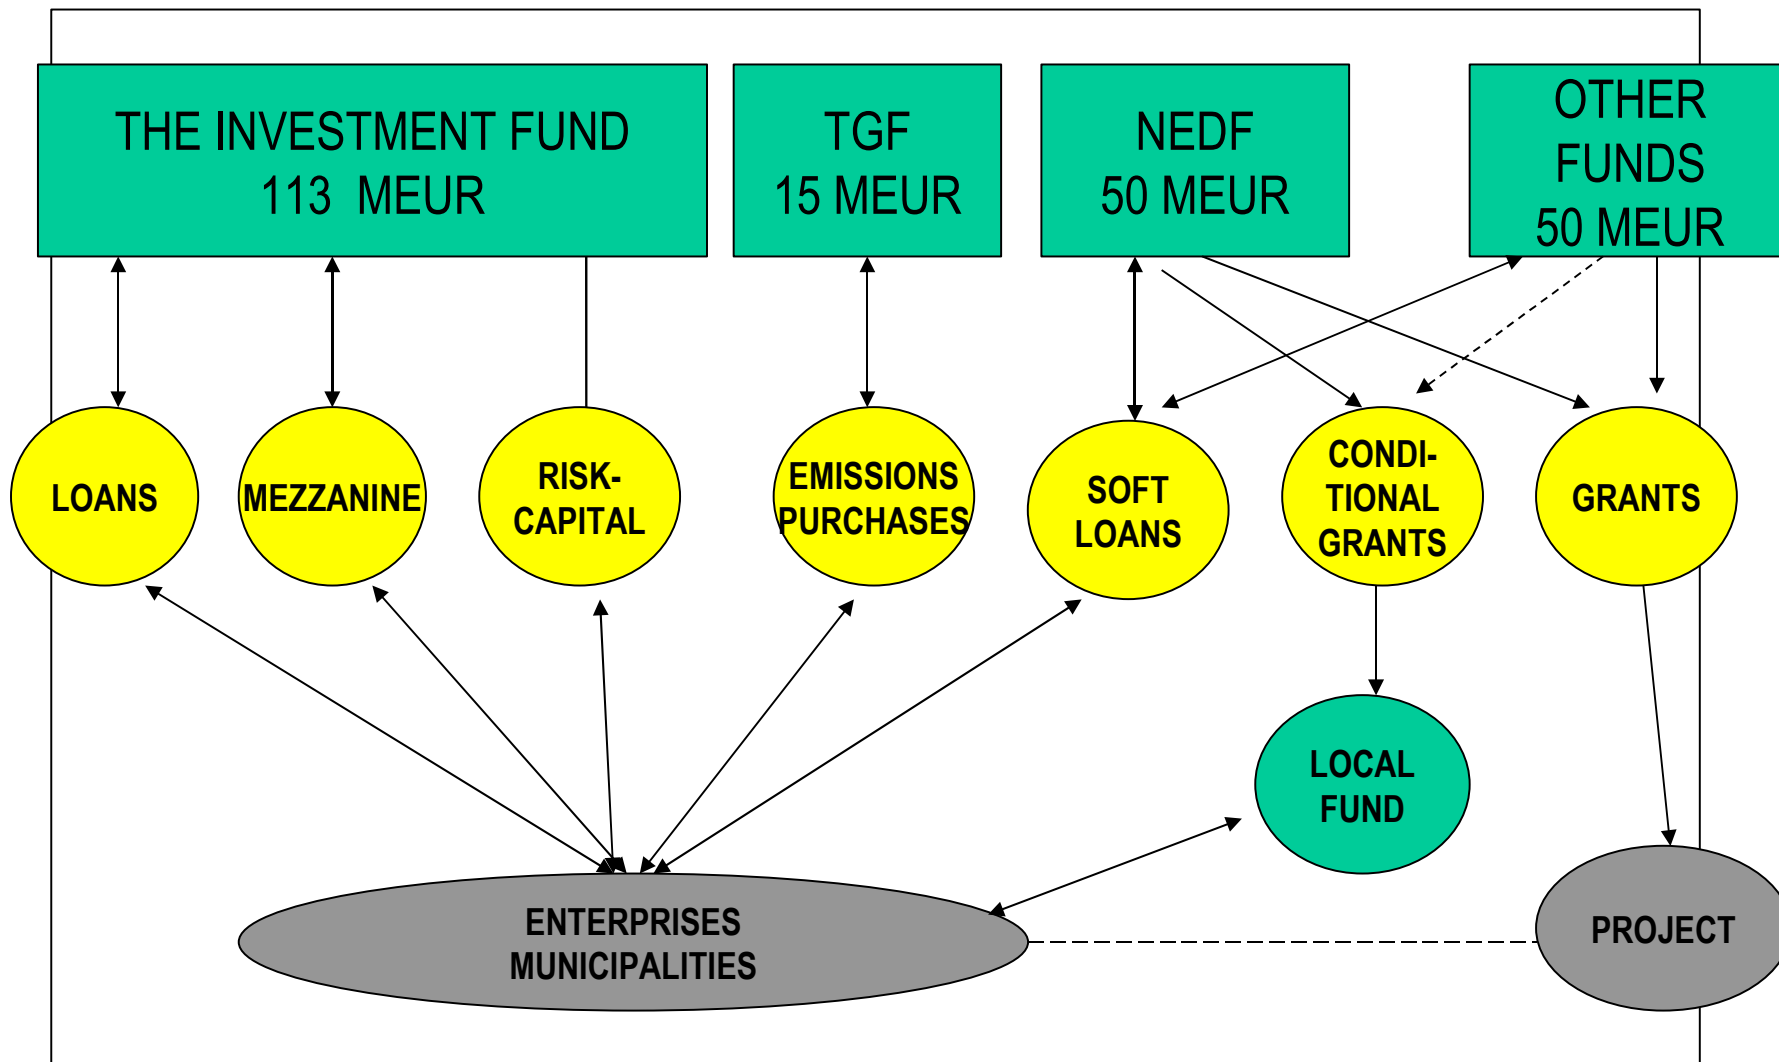 THE INVESTMENT FUND
113 MEUR
TGF
15 MEUR
NEDF
50 MEUR
OTHER
FUNDS
50 MEUR
LOANS
MEZZANINE
RISK-
CAPITAL
EMISSIONS
PURCHASES
SOFT
LOANS
CONDI-
TIONAL
GRANTS
GRANTS
LOCAL
FUND
ENTERPRISES
MUNICIPALITIES
PROJECT